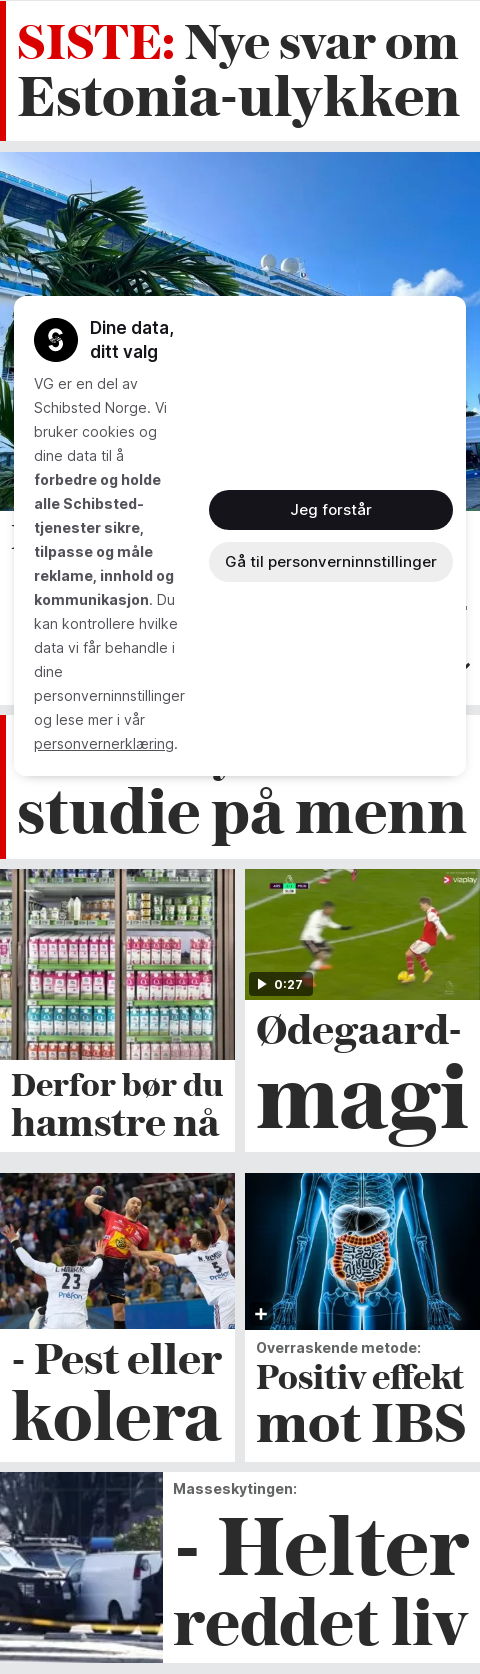 SISTE: Nye svar om
Estonia-ulykken
Dine data,
ditt valg
VG er en del av
Schibsted Norge. Vi
bruker cookies og
dine data til å
forbedre og holde
alle Schibsted-
tjenester sikre,
tilpasse og måle
reklame, innhold og
kommunikasjon. Du
kan kontrollere hvilke
data vi får behandle i
dine
personverninnstillinger
og lese mer i vår
personvernerklæring.
Jeg forstår
Gå til personverninnstillinger
studie på menn
viaplay
0:27
Derfor bør du
hamstre nå
Ødegaard-
magi
23
5
- Pest eller
kolera
Overraskende metode:
Positiv effekt
mot IBS
Masseskytingen:
- Helter
reddet liv